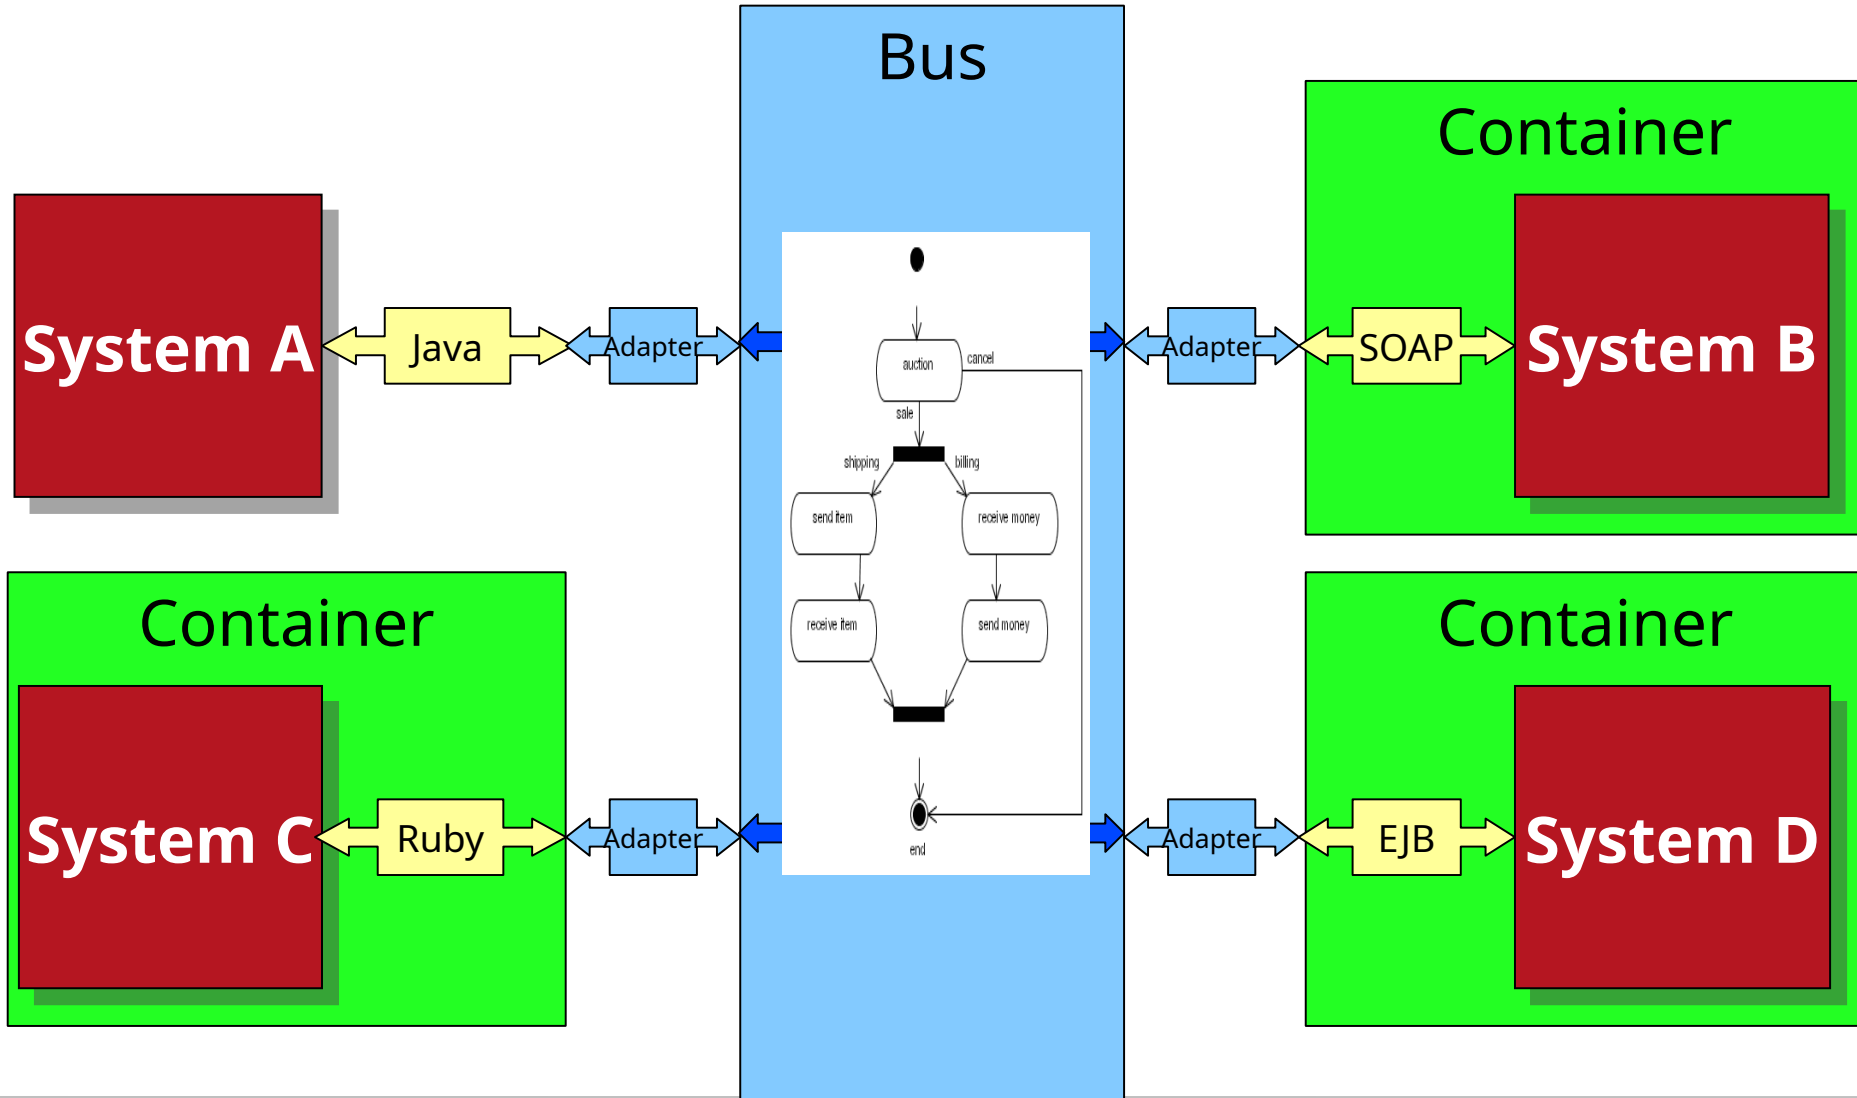 Bus
Container
System A
Java
Adapter
Adapter
SOAP
System B
auction
cancel
sale
shipping
billing
send item
receive money
receive item
send money
end
Container
Container
System C
Ruby
Adapter
Adapter
EJB
System D